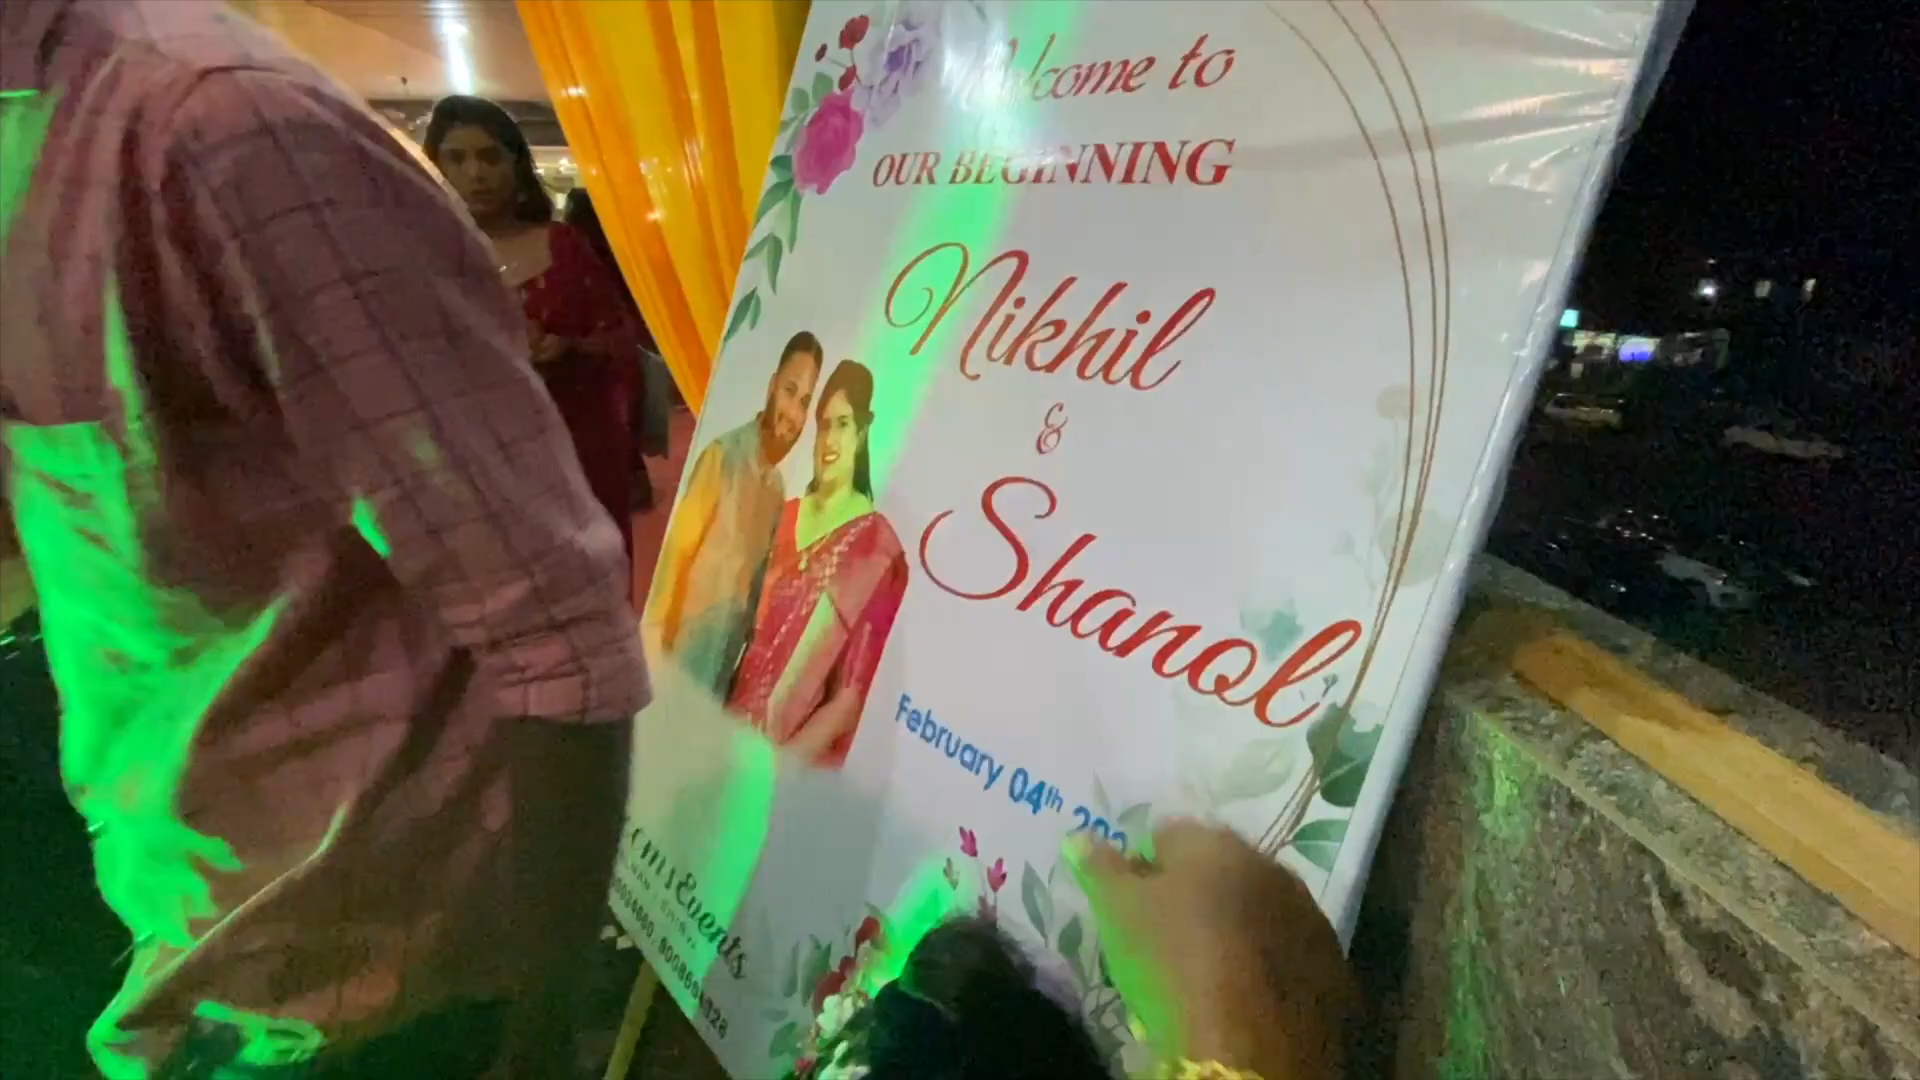 Welcome to
OUR BEGINNING
Nikhil
&
Shanol
February 04th
Events